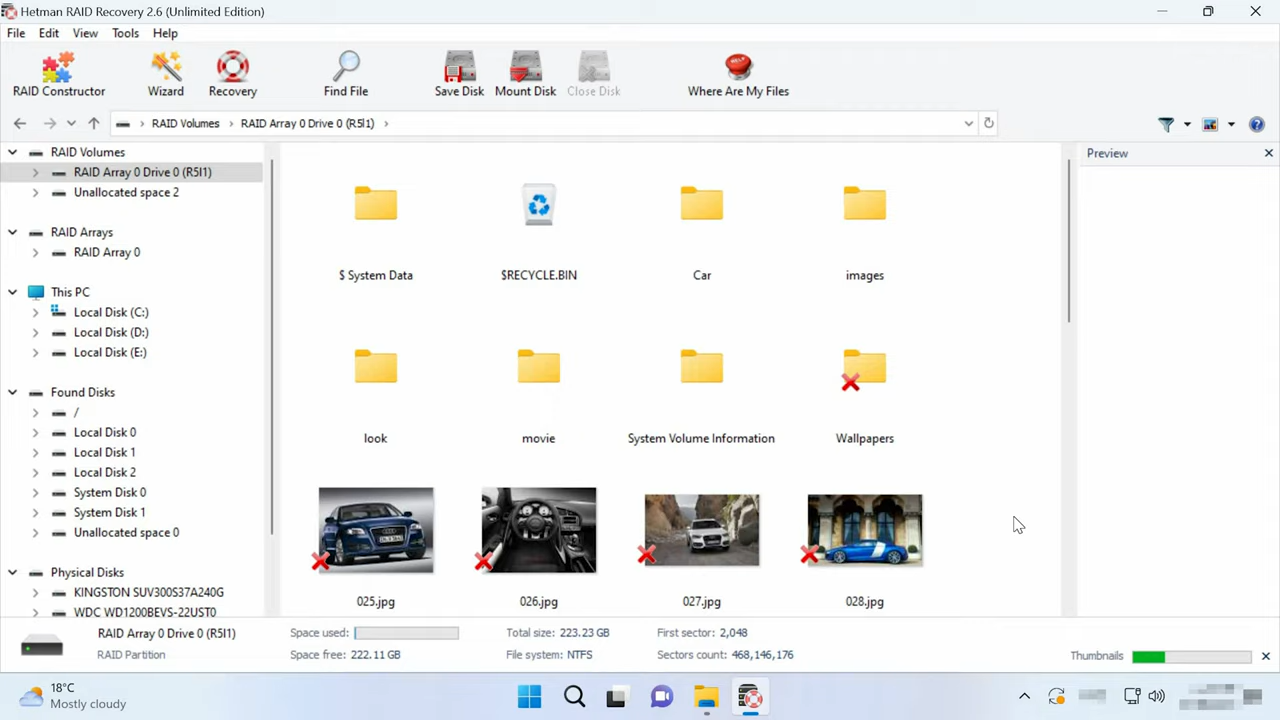 Hetman RAID Recovery 2.6 (Unlimited Edition)
File Edit View Tools Help
RAID Constructor Wizard Recovery Find File Save Disk Mount Disk Close Disk Where Are My Files
RAID Volumes RAID Array 0 Drive 0 (R5l1)
Preview
RAID Volumes
RAID Array 0 Drive 0 (R5l1)
Unallocated space 2
RAID Arrays
RAID Array 0
This PC
Local Disk (C:)
Local Disk (D:)
Local Disk (E:)
Found Disks
/
Local Disk 0
Local Disk 1
Local Disk 2
System Disk 0
System Disk 1
Unallocated space 0
Physical Disks
KINGSTON SUV300S37A240G
WDC WD1200BEVS-22UST0
$ System Data $RECYCLE.BIN Car images
look movie System Volume Information Wallpapers
025.jpg 026.jpg 027.jpg 028.jpg
RAID Array 0 Drive 0 (R5l1) Space used: Total size: 223.23 GB First sector: 2,048
RAID Partition Space free: 222.11 GB File system: NTFS Sectors count: 468,146,176
Thumbnails
18°C
Mostly cloudy